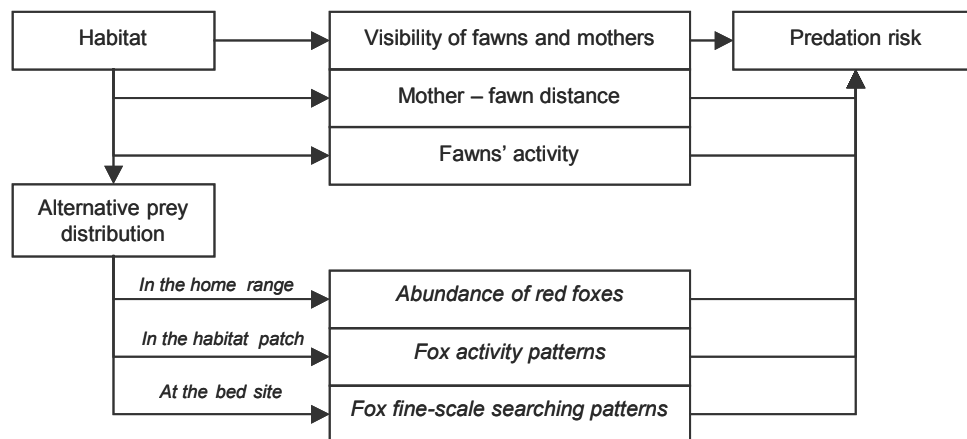 Habitat
Visibility of fawns and mothers
Predation risk
Mother – fawn distance
Fawns' activity
Alternative prey
distribution
In the home range
Abundance of red foxes
In the habitat patch
Fox activity patterns
At the bed site
Fox fine-scale searching patterns